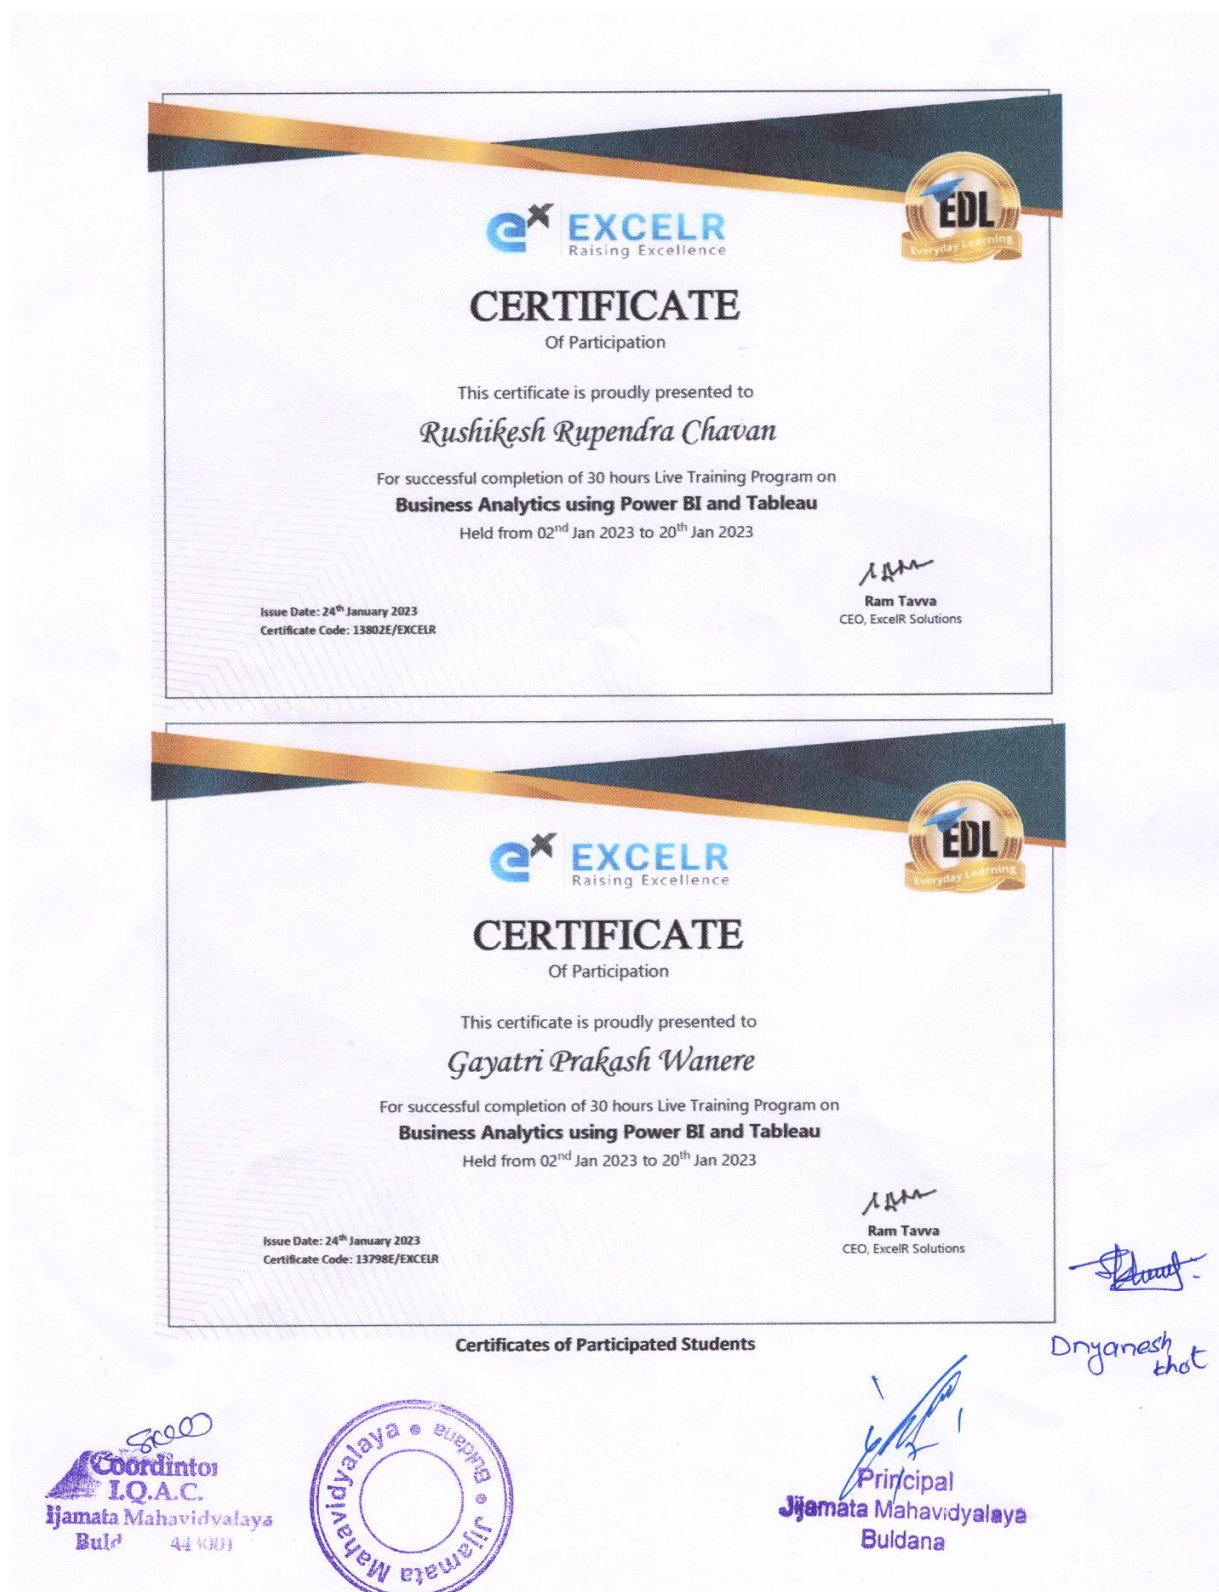 EXCELR
Raising Excellence
EDL
Everyday Learning
CERTIFICATE
Of Participation
This certificate is proudly presented to
Rushikesh Rupendra Chavan
For successful completion of 30 hours Live Training Program on
Business Analytics using Power BI and Tableau
Held from 02nd Jan 2023 to 20th Jan 2023
Ram Tavva
CEO, ExcelR Solutions
Issue Date: 24th January 2023
Certificate Code: 13802E/EXCELR
EXCELR
Raising Excellence
EDL
Everyday Learning
CERTIFICATE
Of Participation
This certificate is proudly presented to
Gayatri Prakash Wanere
For successful completion of 30 hours Live Training Program on
Business Analytics using Power BI and Tableau
Held from 02nd Jan 2023 to 20th Jan 2023
Ram Tavva
CEO, ExcelR Solutions
Issue Date: 24th January 2023
Certificate Code: 13798E/EXCELR
Certificates of Participated Students
Dnyanesh
khot
Coordintor
I.Q.A.C.
Ijamata Mahavidyalaya
Buld 443001
Jijamata Mahavidyalaya • Buldana •
Principal
Jijamata Mahavidyalaya
Buldana